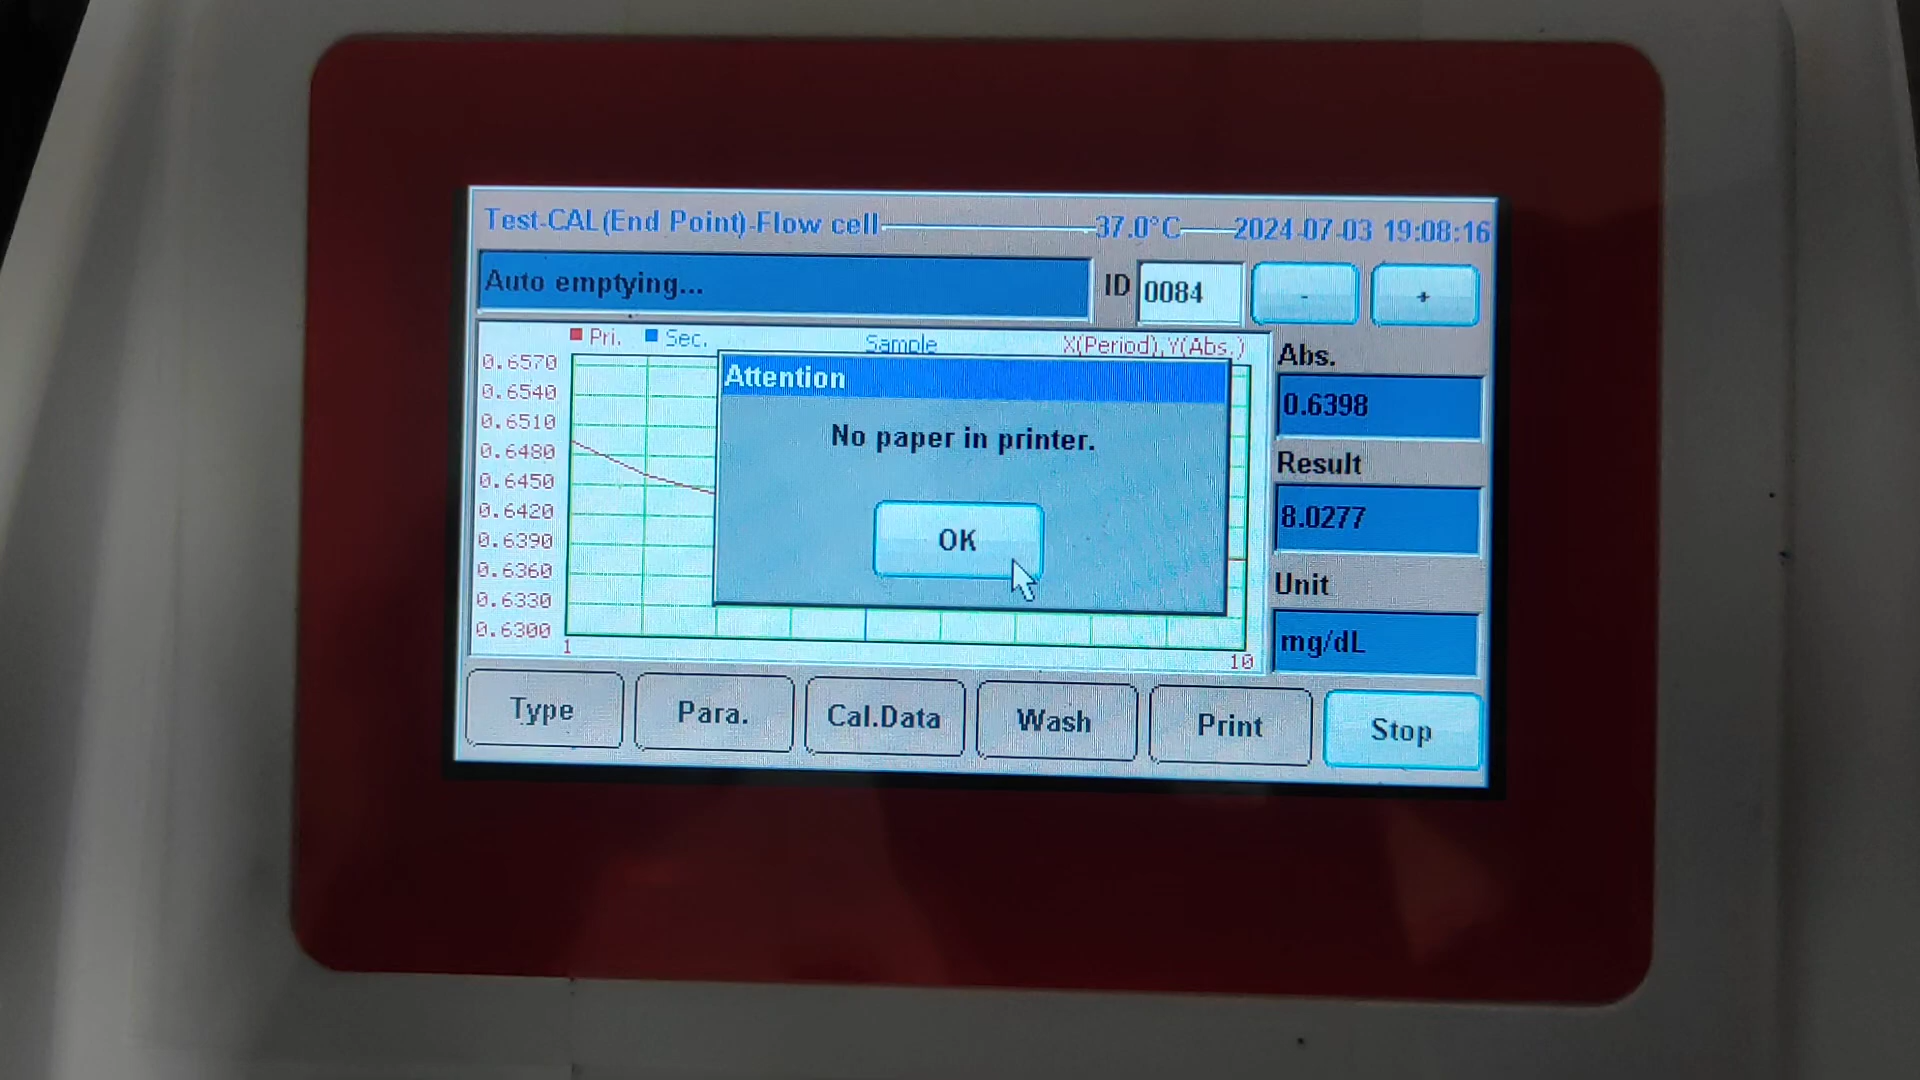 Test-CAL(End Point)-Flow cell 37.0°C 2024-07-03 19:08:16
Auto emptying... ID 0084 - +
Pri. Sec. Sample X(Period),Y(Abs.)
Abs.
0.6398
Result
8.0277
Unit
mg/dL
0.6570
0.6540
0.6510
0.6480
0.6450
0.6420
0.6390
0.6360
0.6330
0.6300
1 10
Attention
No paper in printer.
OK
Type Para. Cal.Data Wash Print Stop